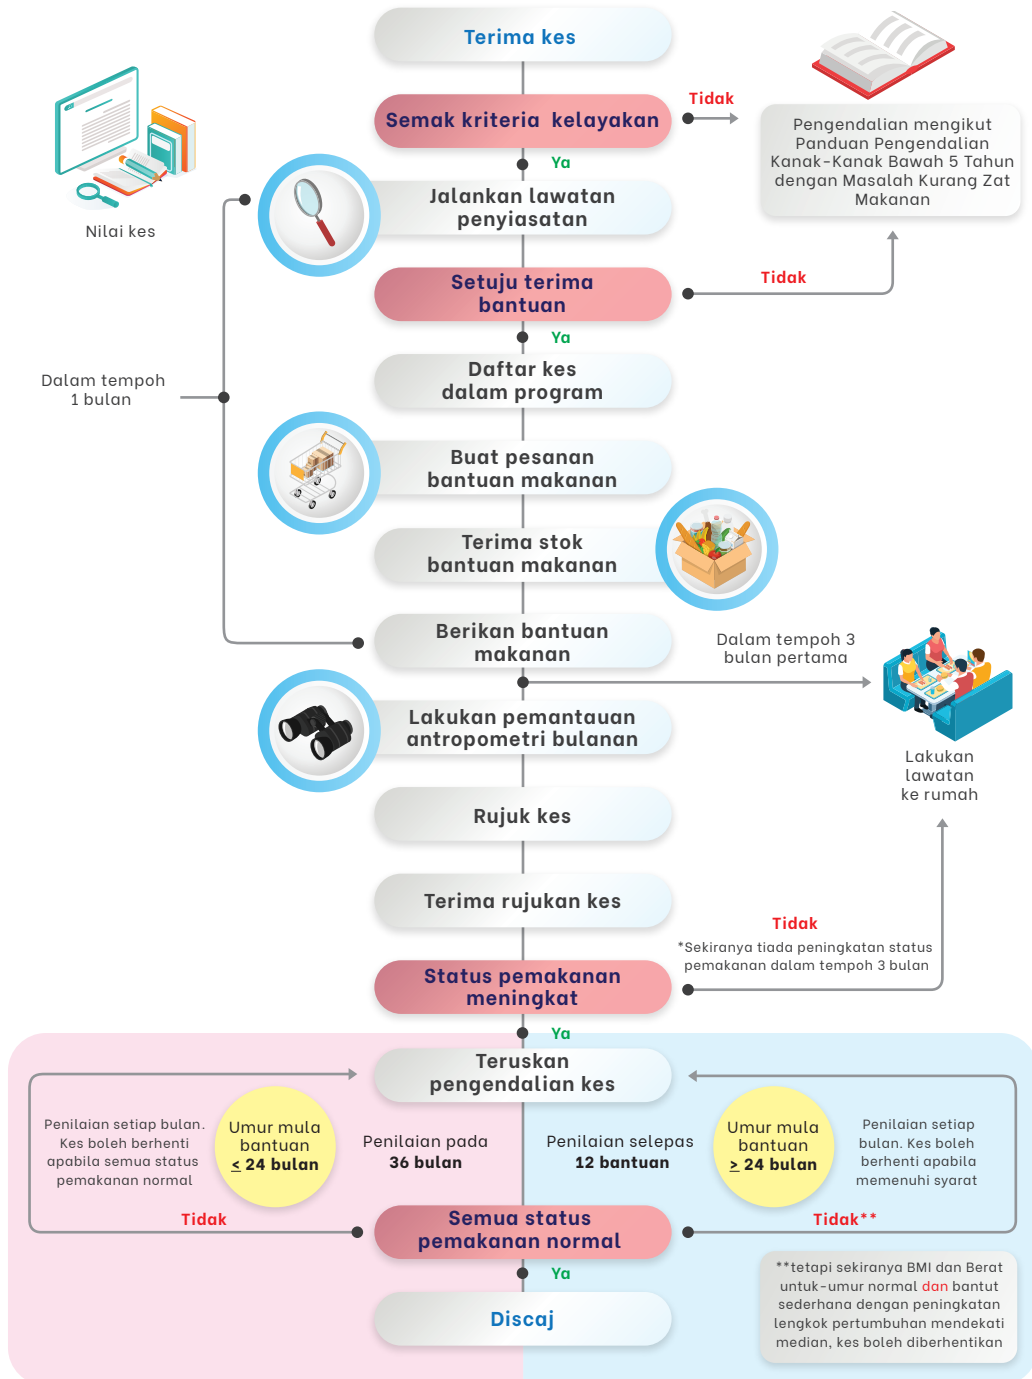 Terima kes
Semak kriteria kelayakan
Tidak
Pengendalian mengikut
Panduan Pengendalian
Kanak-Kanak Bawah 5 Tahun
dengan Masalah Kurang Zat
Makanan
Nilai kes
Ya
Jalankan lawatan
penyiasatan
Setuju terima
bantuan
Tidak
Ya
Dalam tempoh
1 bulan
Daftar kes
dalam program
Buat pesanan
bantuan makanan
Terima stok
bantuan makanan
Berikan bantuan
makanan
Dalam tempoh 3
bulan pertama
Lakukan pemantauan
antropometri bulanan
Lakukan
lawatan
ke rumah
Rujuk kes
Terima rujukan kes
Tidak
*Sekiranya tiada peningkatan status
pemakanan dalam tempoh 3 bulan
Status pemakanan
meningkat
Ya
Teruskan
pengendalian kes
Penilaian setiap bulan.
Kes boleh berhenti
apabila semua status
pemakanan normal
Umur mula
bantuan
≤ 24 bulan
Penilaian pada
36 bulan
Penilaian selepas
12 bantuan
Umur mula
bantuan
≥ 24 bulan
Penilaian setiap
bulan. Kes boleh
berhenti apabila
memenuhi syarat
Tidak
Semua status
pemakanan normal
Tidak**
Ya
**tetapi sekiranya BMI dan Berat
untuk-umur normal dan bantut
sederhana dengan peningkatan
lengkok pertumbuhan mendekati
median, kes boleh diberhentikan
Discaj